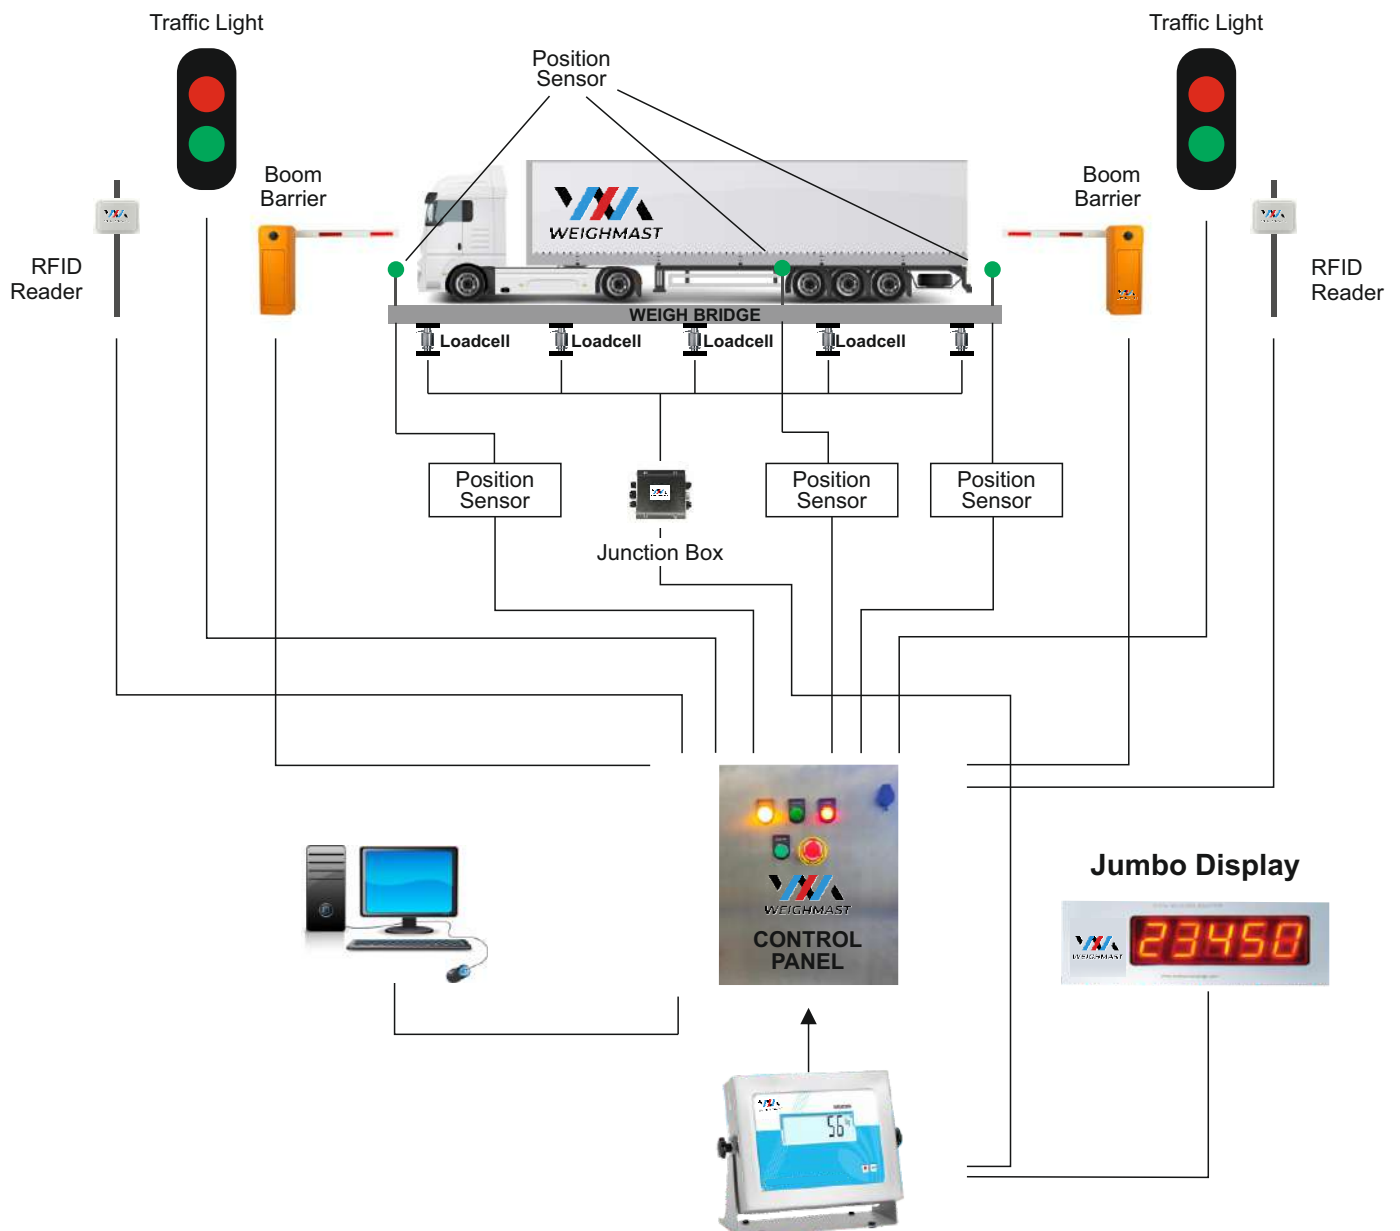 Traffic Light
Position
Sensor
Traffic Light
Boom
Barrier
Boom
Barrier
RFID
Reader
RFID
Reader
WEIGHMAST
WEIGH BRIDGE
Loadcell
Loadcell
Loadcell
Loadcell
Position
Sensor
Position
Sensor
Position
Sensor
Junction Box
WEIGHMAST
CONTROL
PANEL
Jumbo Display
WEIGHMAST
23450
56